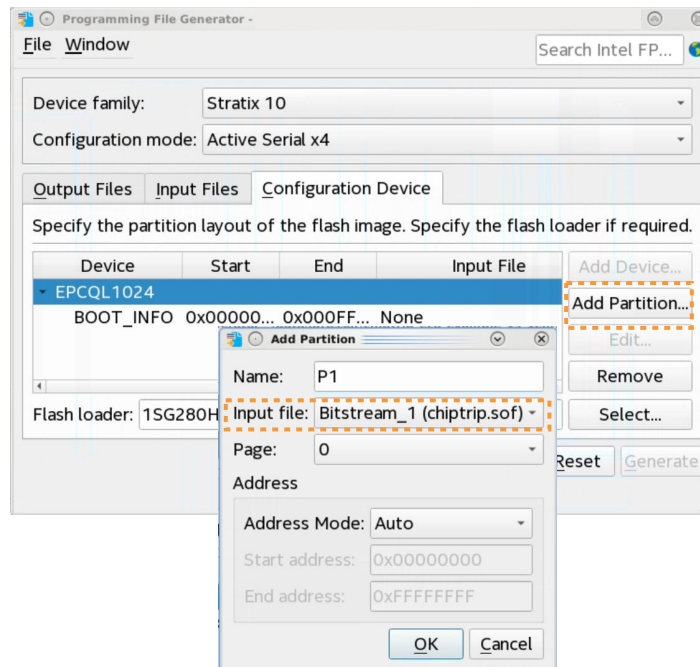 Programming File Generator -
File Window
Search Intel FP...
Device family: Stratix 10
Configuration mode: Active Serial x4
Output Files Input Files Configuration Device
Specify the partition layout of the flash image. Specify the flash loader if required.
Device Start End Input File
Add Device...
EPCQL1024
Add Partition...
BOOT_INFO 0x00000... 0x000FF... None
Edit...
Remove
Flash loader: 1SG280H
Select...
Reset Generate
Add Partition
Name: P1
Input file: Bitstream_1 (chiptrip.sof)
Page: 0
Address
Address Mode: Auto
Start address: 0x00000000
End address: 0xFFFFFFFF
OK Cancel